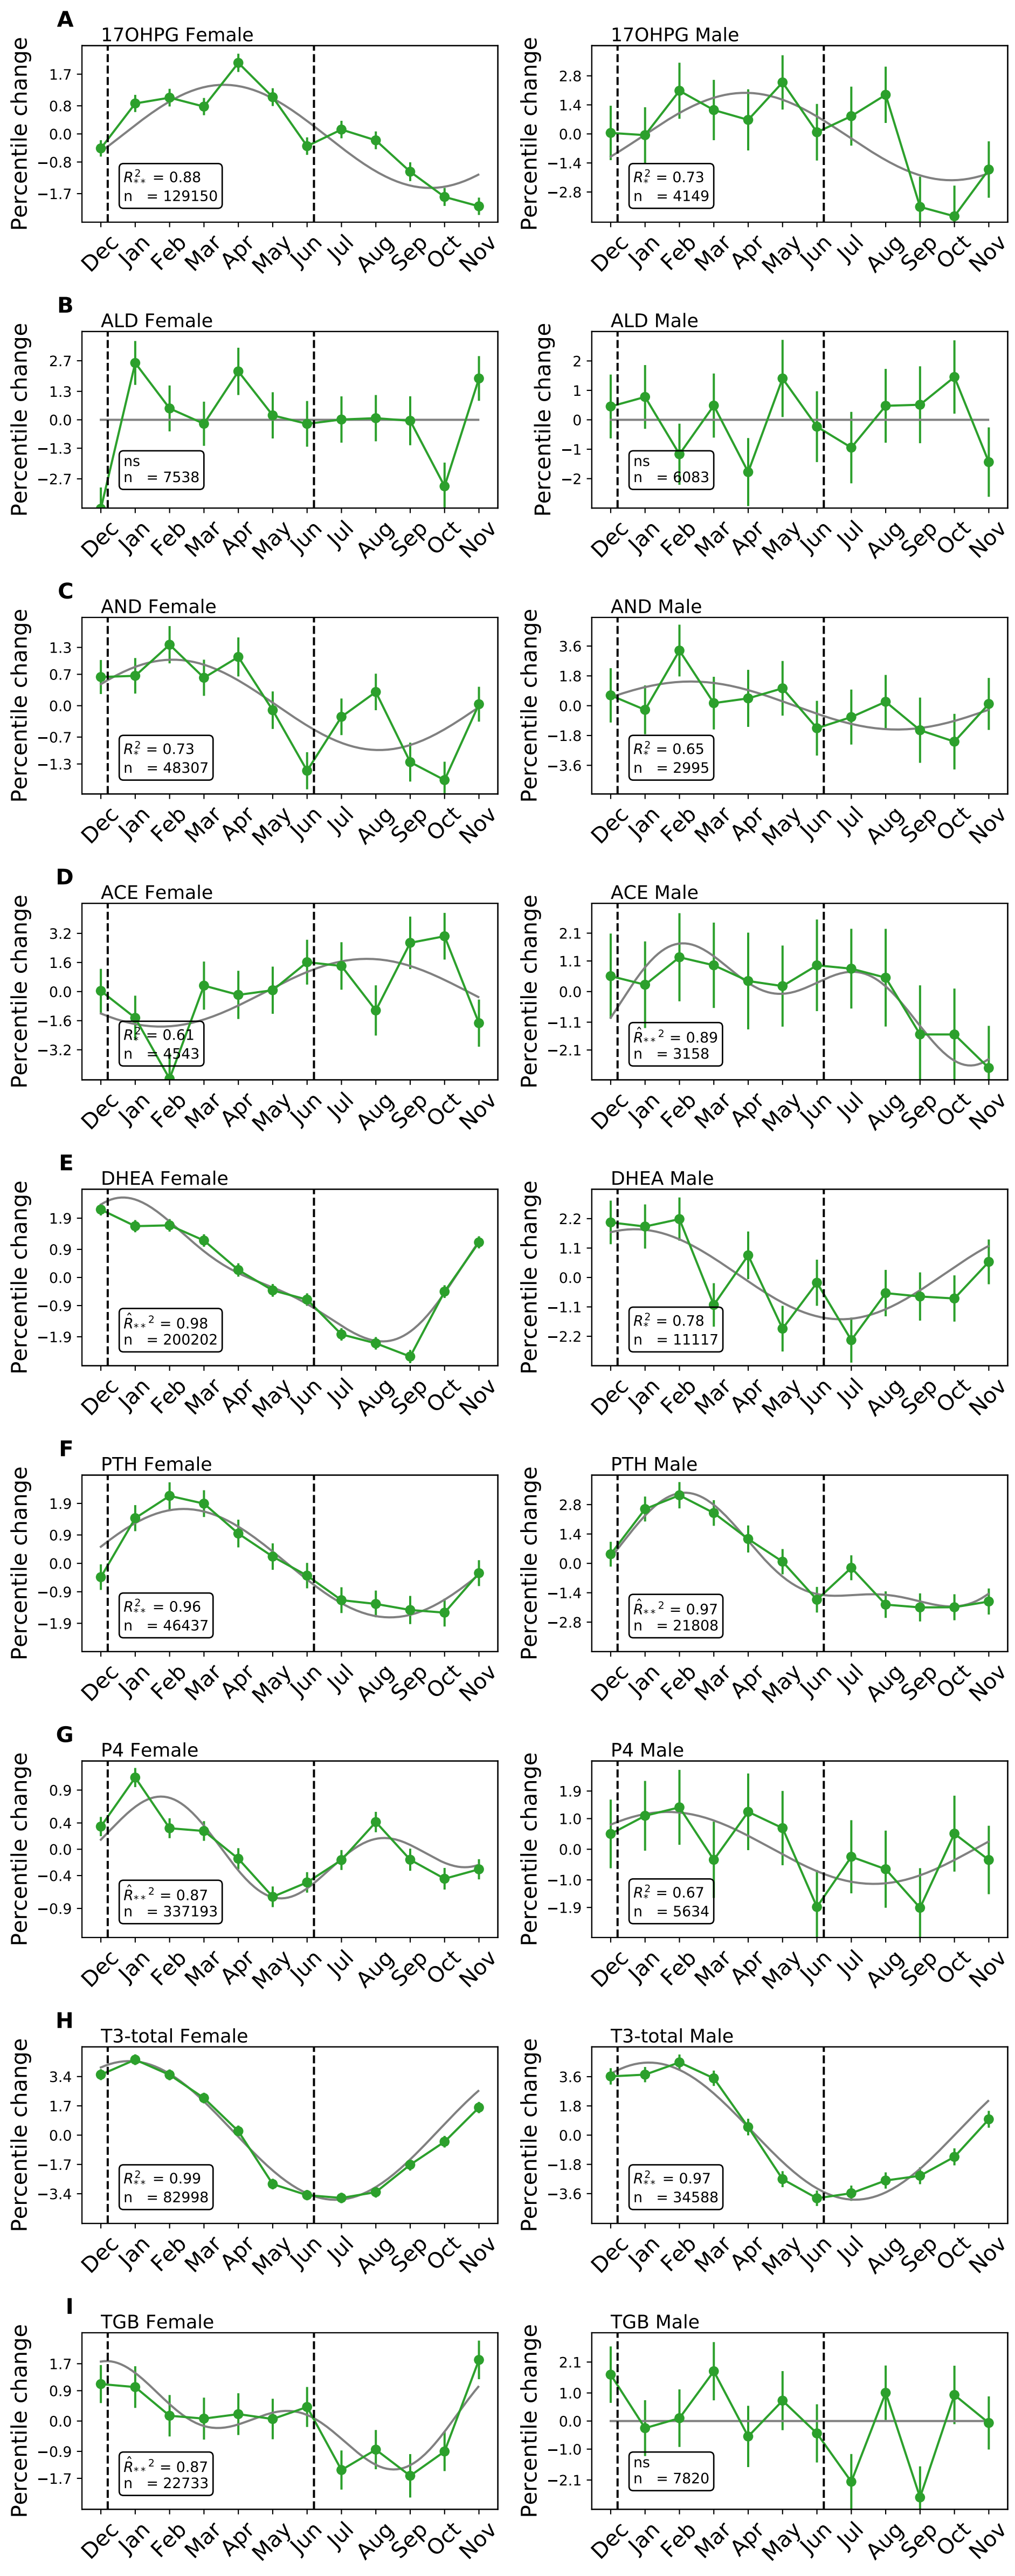 A
17OHPG Female
Percentile change
1.7
0.8
0.0
−0.8
−1.7
R²** = 0.88
n = 129150
Dec Jan Feb Mar Apr May Jun Jul Aug Sep Oct Nov
17OHPG Male
Percentile change
2.8
1.4
0.0
−1.4
−2.8
R²* = 0.73
n = 4149
Dec Jan Feb Mar Apr May Jun Jul Aug Sep Oct Nov
B
ALD Female
Percentile change
2.7
1.3
0.0
−1.3
−2.7
ns
n = 7538
Dec Jan Feb Mar Apr May Jun Jul Aug Sep Oct Nov
ALD Male
Percentile change
2
1
0
−1
−2
ns
n = 6083
Dec Jan Feb Mar Apr May Jun Jul Aug Sep Oct Nov
C
AND Female
Percentile change
1.3
0.7
0.0
−0.7
−1.3
R²* = 0.73
n = 48307
Dec Jan Feb Mar Apr May Jun Jul Aug Sep Oct Nov
AND Male
Percentile change
3.6
1.8
0.0
−1.8
−3.6
R²* = 0.65
n = 2995
Dec Jan Feb Mar Apr May Jun Jul Aug Sep Oct Nov
D
ACE Female
Percentile change
3.2
1.6
0.0
−1.6
−3.2
R²* = 0.61
n = 4543
Dec Jan Feb Mar Apr May Jun Jul Aug Sep Oct Nov
ACE Male
Percentile change
2.1
1.1
0.0
−1.1
−2.1
R̂**² = 0.89
n = 3158
Dec Jan Feb Mar Apr May Jun Jul Aug Sep Oct Nov
E
DHEA Female
Percentile change
1.9
0.9
0.0
−0.9
−1.9
R̂**² = 0.98
n = 200202
Dec Jan Feb Mar Apr May Jun Jul Aug Sep Oct Nov
DHEA Male
Percentile change
2.2
1.1
0.0
−1.1
−2.2
R²* = 0.78
n = 11117
Dec Jan Feb Mar Apr May Jun Jul Aug Sep Oct Nov
F
PTH Female
Percentile change
1.9
0.9
0.0
−0.9
−1.9
R²** = 0.96
n = 46437
Dec Jan Feb Mar Apr May Jun Jul Aug Sep Oct Nov
PTH Male
Percentile change
2.8
1.4
0.0
−1.4
−2.8
R̂**² = 0.97
n = 21808
Dec Jan Feb Mar Apr May Jun Jul Aug Sep Oct Nov
G
P4 Female
Percentile change
0.9
0.4
0.0
−0.4
−0.9
R̂**² = 0.87
n = 337193
Dec Jan Feb Mar Apr May Jun Jul Aug Sep Oct Nov
P4 Male
Percentile change
1.9
1.0
0.0
−1.0
−1.9
R²* = 0.67
n = 5634
Dec Jan Feb Mar Apr May Jun Jul Aug Sep Oct Nov
H
T3-total Female
Percentile change
3.4
1.7
0.0
−1.7
−3.4
R²** = 0.99
n = 82998
Dec Jan Feb Mar Apr May Jun Jul Aug Sep Oct Nov
T3-total Male
Percentile change
3.6
1.8
0.0
−1.8
−3.6
R²** = 0.97
n = 34588
Dec Jan Feb Mar Apr May Jun Jul Aug Sep Oct Nov
I
TGB Female
Percentile change
1.7
0.9
0.0
−0.9
−1.7
R̂**² = 0.87
n = 22733
Dec Jan Feb Mar Apr May Jun Jul Aug Sep Oct Nov
TGB Male
Percentile change
2.1
1.0
0.0
−1.0
−2.1
ns
n = 7820
Dec Jan Feb Mar Apr May Jun Jul Aug Sep Oct Nov